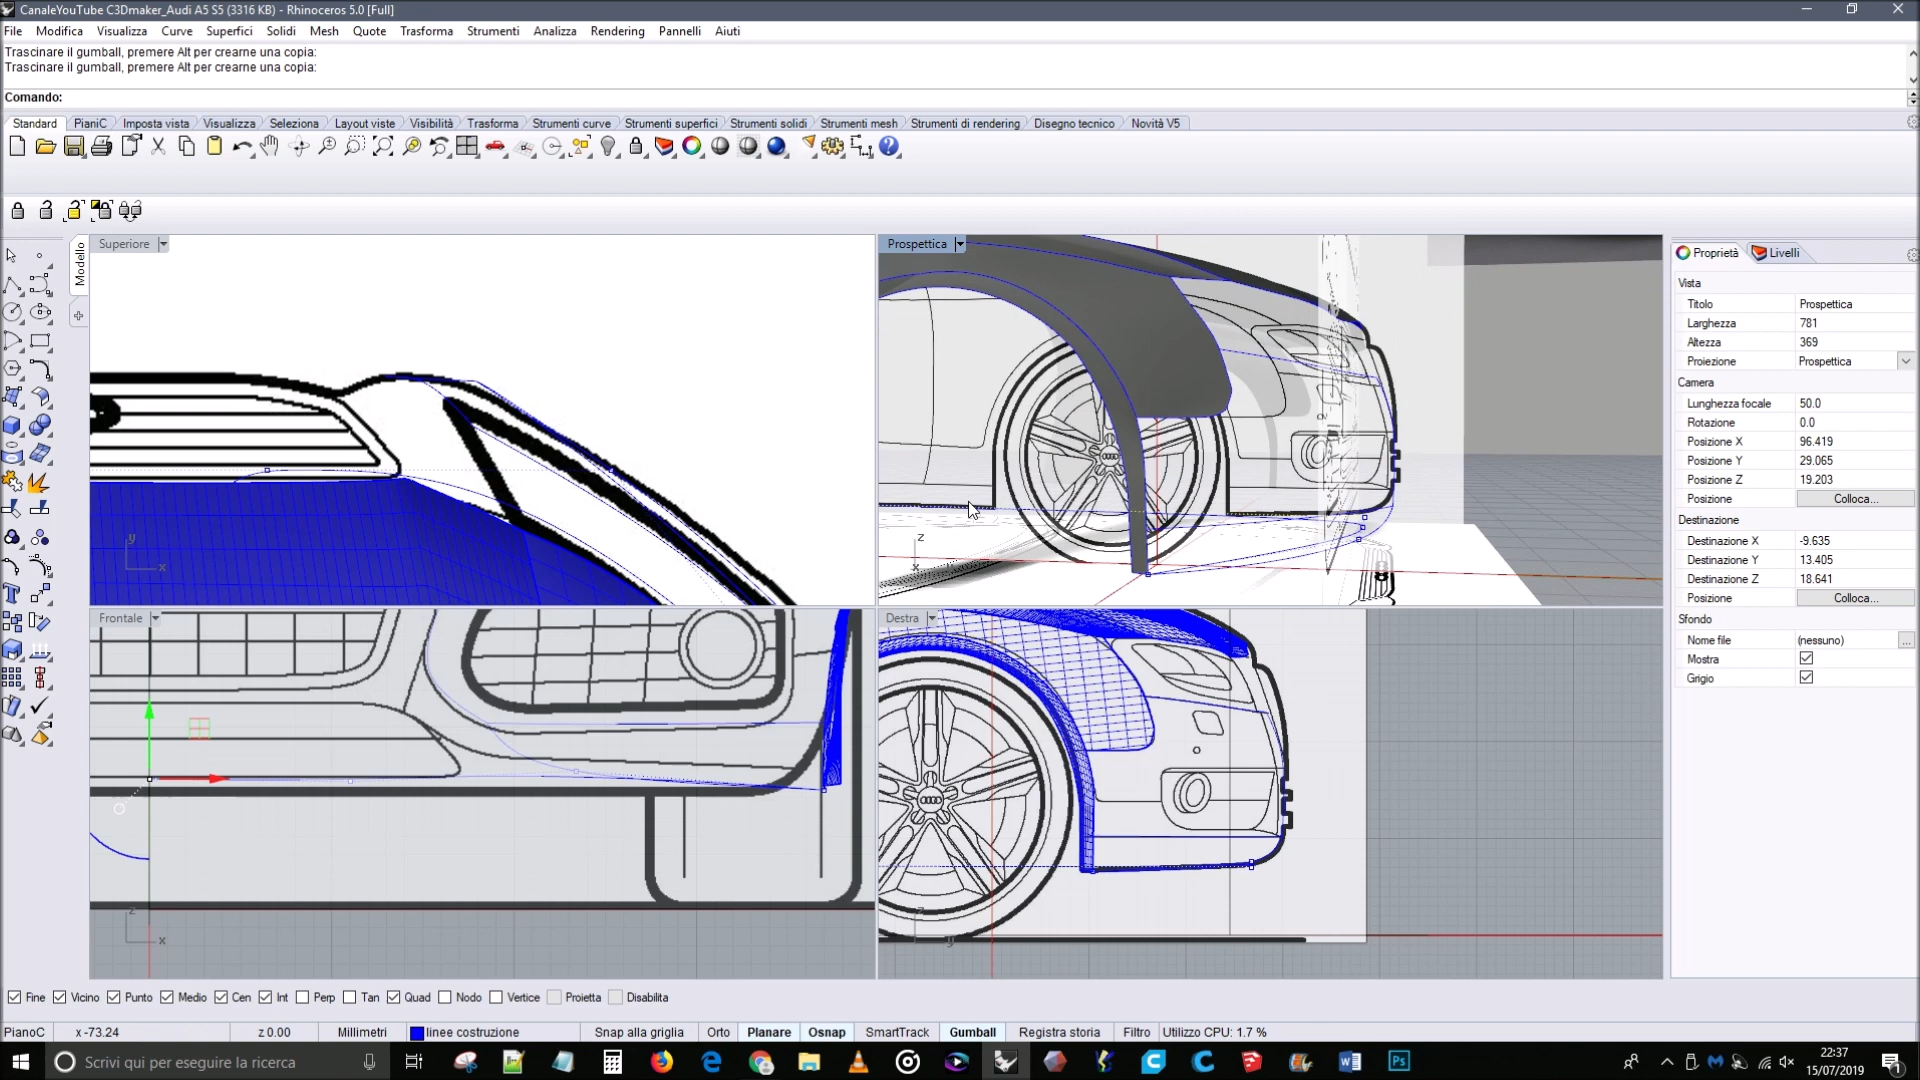 CanaleYouTube C3Dmaker_Audi A5 S5 (3316 KB) - Rhinoceros 5.0 [Full]
File Modifica Visualizza Curve Superfici Solidi Mesh Quote Trasforma Strumenti Analizza Rendering Pannelli Aiuti
Trascinare il gumball, premere Alt per crearne una copia:
Trascinare il gumball, premere Alt per crearne una copia:
Comando:
Standard PianiC Imposta vista Visualizza Seleziona Layout viste Visibilità Trasforma Strumenti curve Strumenti superfici Strumenti solidi Strumenti mesh Strumenti di rendering Disegno tecnico Novità V5
Modello
Superiore
y
x
Prospettica
z
x
Frontale
z
x
Destra
z
y
Proprietà Livelli
Vista
Titolo Prospettica
Larghezza 781
Altezza 369
Proiezione Prospettica
Camera
Lunghezza focale 50.0
Rotazione 0.0
Posizione X 96.419
Posizione Y 29.065
Posizione Z 19.203
Posizione Colloca...
Destinazione
Destinazione X -9.635
Destinazione Y 13.405
Destinazione Z 18.641
Posizione Colloca...
Sfondo
Nome file (nessuno) ...
Mostra
Grigio
Fine Vicino Punto Medio Cen Int Perp Tan Quad Nodo Vertice Proietta Disabilita
PianoC x -73.24 z 0.00 Millimetri linee costruzione Snap alla griglia Orto Planare Osnap SmartTrack Gumball Registra storia Filtro Utilizzo CPU: 1.7 %
Scrivi qui per eseguire la ricerca
22:37
15/07/2019